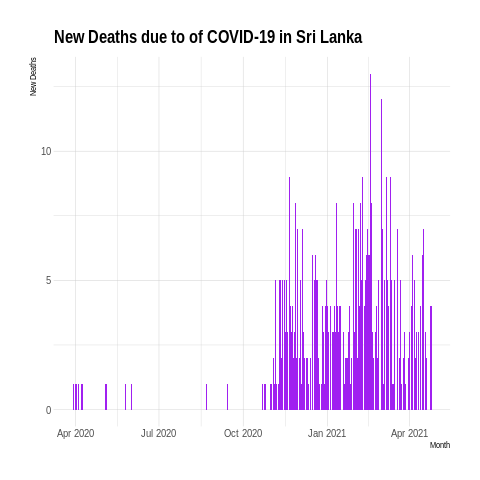 New Deaths due to of COVID-19 in Sri Lanka
New Deaths
10
5
0
Apr 2020 Jul 2020 Oct 2020 Jan 2021 Apr 2021
Month